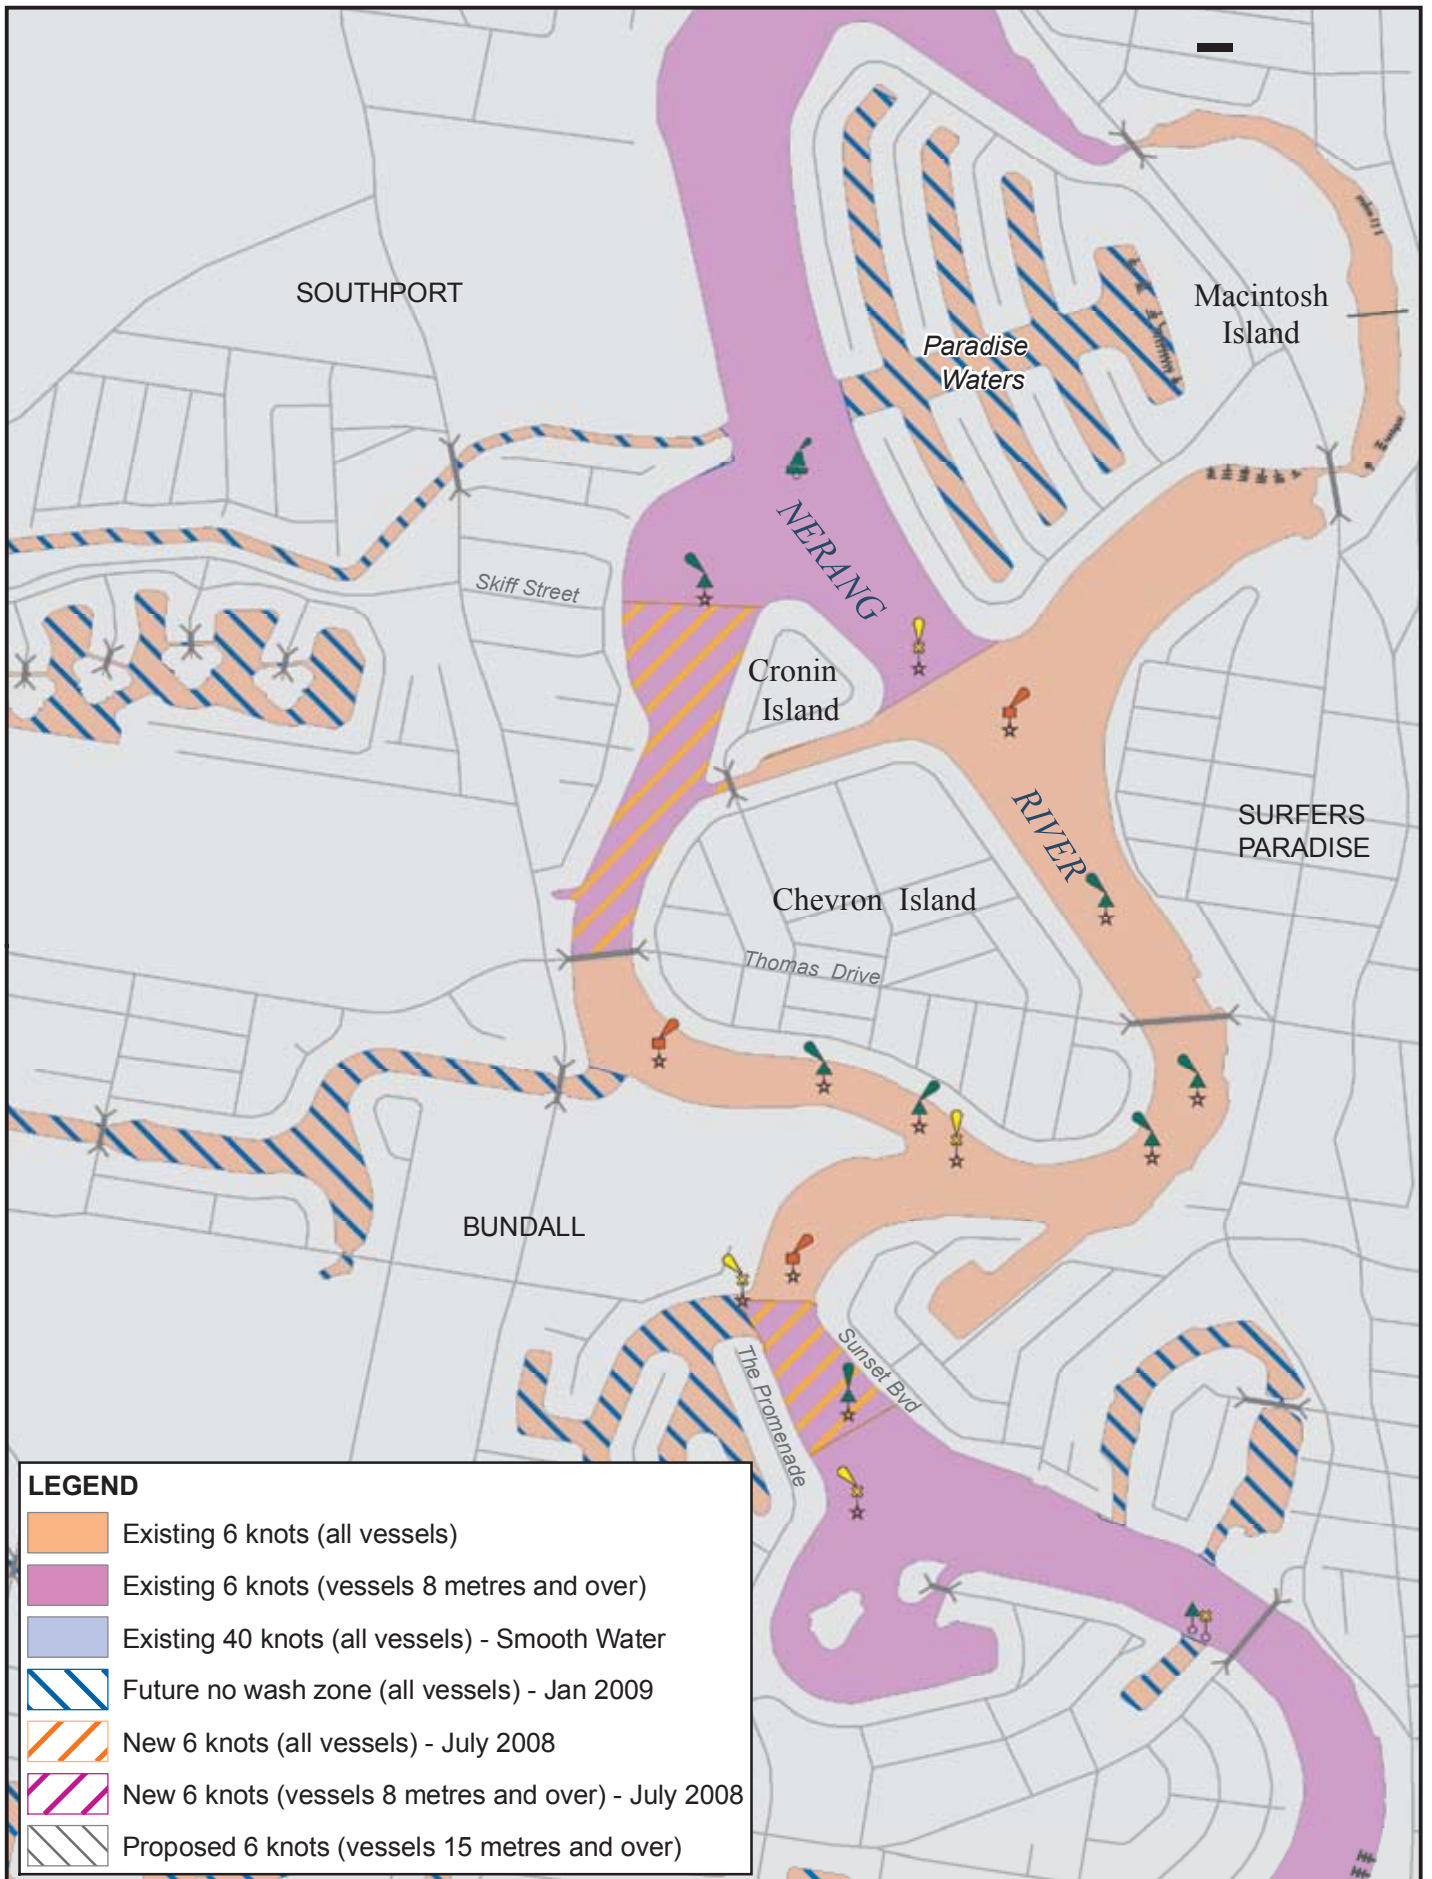 SOUTHPORT
Macintosh
Island
Paradise
Waters
NERANG
Skiff Street
Cronin
Island
RIVER
SURFERS
PARADISE
Chevron Island
Thomas Drive
BUNDALL
Sunset Bvd
The Promenade
LEGEND
Existing 6 knots (all vessels)
Existing 6 knots (vessels 8 metres and over)
Existing 40 knots (all vessels) - Smooth Water
Future no wash zone (all vessels) - Jan 2009
New 6 knots (all vessels) - July 2008
New 6 knots (vessels 8 metres and over) - July 2008
Proposed 6 knots (vessels 15 metres and over)